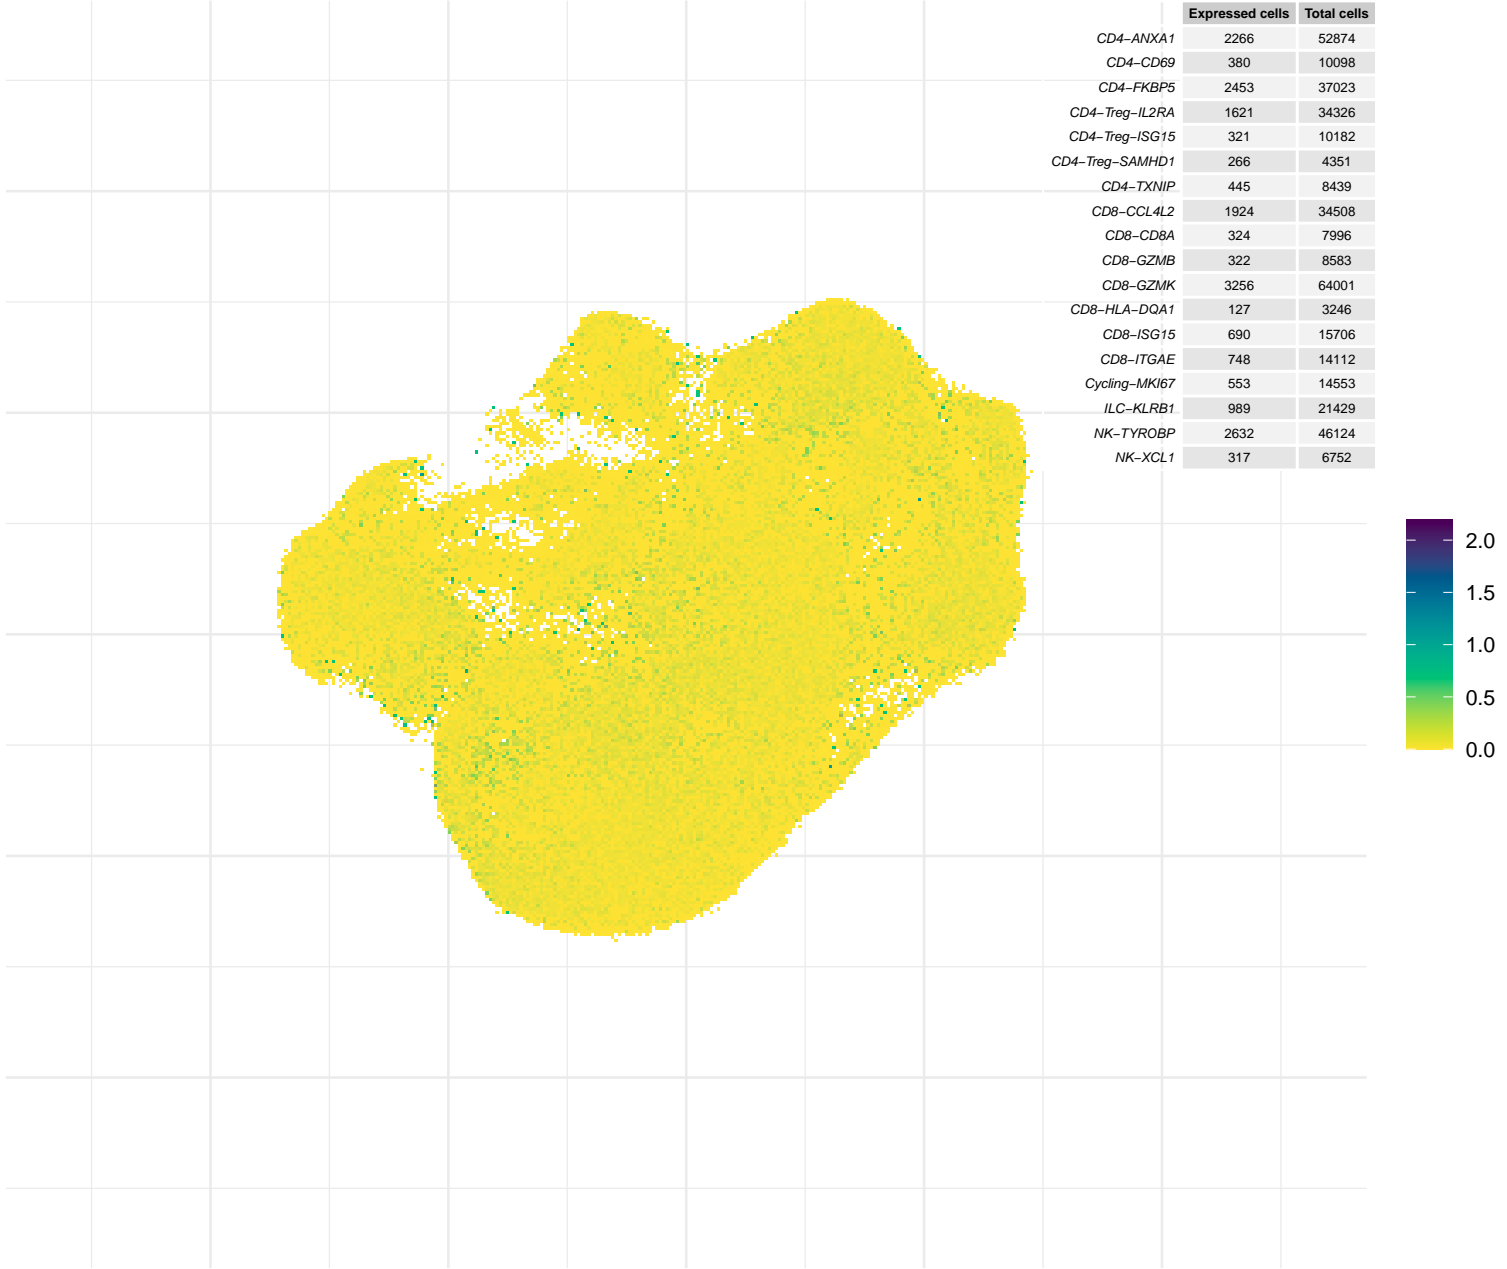 Expressed cells Total cells
CD4−ANXA1 2266 52874
CD4−CD69 380 10098
CD4−FKBP5 2453 37023
CD4−Treg−IL2RA 1621 34326
CD4−Treg−ISG15 321 10182
CD4−Treg−SAMHD1 266 4351
CD4−TXNIP 445 8439
CD8−CCL4L2 1924 34508
CD8−CD8A 324 7996
CD8−GZMB 322 8583
CD8−GZMK 3256 64001
CD8−HLA−DQA1 127 3246
CD8−ISG15 690 15706
CD8−ITGAE 748 14112
Cycling−MKI67 553 14553
ILC−KLRB1 989 21429
NK−TYROBP 2632 46124
NK−XCL1 317 6752
2.0
1.5
1.0
0.5
0.0